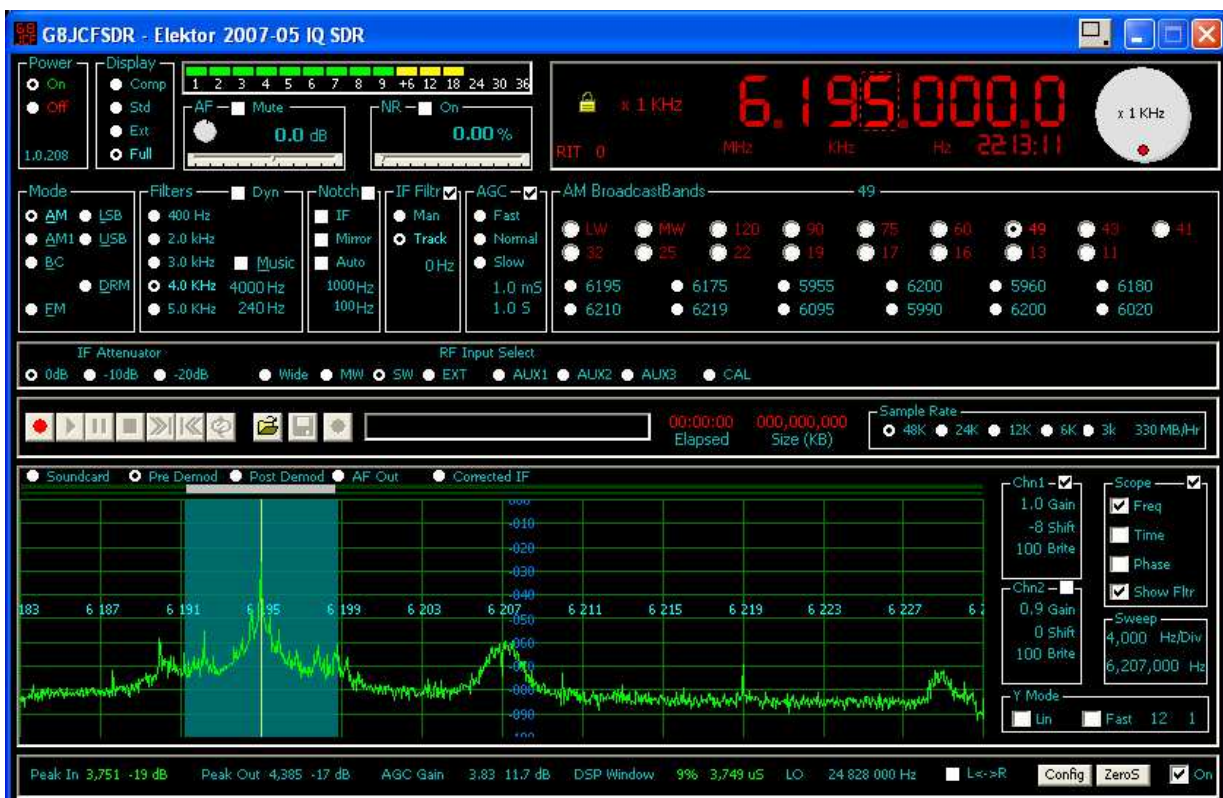 G8JCFSDR - Elektor 2007-05 IQ SDR
Power
On
Off
1.0.208
Display
Comp
Std
Ext
Full
1 2 3 4 5 6 7 8 9 +6 12 18 24 30 36
AF Mute
0.0 dB
NR On
0.00 %
x 1 KHz
6.195.000.0
RIT 0
MHz KHz Hz
22:13:11
x 1 KHz
Mode
AM LSB
AM1 USB
BC
DRM
FM
Filters Dyn
400 Hz
2.0 kHz
3.0 kHz Music
4.0 KHz 4000 Hz
5.0 KHz 240 Hz
Notch
IF
Mirror
Auto
1000Hz
100Hz
IF Filtr
Man
Track
0 Hz
AGC
Fast
Normal
Slow
1.0 mS
1.0 S
AM BroadcastBands 49
LW MW 120 90 75 60 49 43 41
32 25 22 19 17 16 13 11
6195 6175 5955 6200 5960 6180
6210 6219 6095 5990 6200 6020
IF Attenuator RF Input Select
0dB -10dB -20dB Wide MW SW EXT AUX1 AUX2 AUX3 CAL
00:00:00 000,000,000
Elapsed Size (KB)
Sample Rate
48K 24K 12K 6K 3k 330 MB/Hr
Soundcard Pre Demod Post Demod AF Out Corrected IF
000
-010
-020
-030
183 6 187 6 191 6 195 6 199 6 203 6 207 6 211 6 215 6 219 6 223 6 227 6 2
-050
-060
-070
-080
-090
Chn1
1.0 Gain
-8 Shift
100 Brite
Chn2
0.9 Gain
0 Shift
100 Brite
Scope
Freq
Time
Phase
Show Fltr
Sweep
4,000 Hz/Div
6,207,000 Hz
Y Mode
Lin Fast 12 1
Peak In 3,751 -19 dB Peak Out 4,385 -17 dB AGC Gain 3.83 11.7 dB DSP Window 9% 3,749 uS LO 24 828 000 Hz L<->R Config ZeroS On